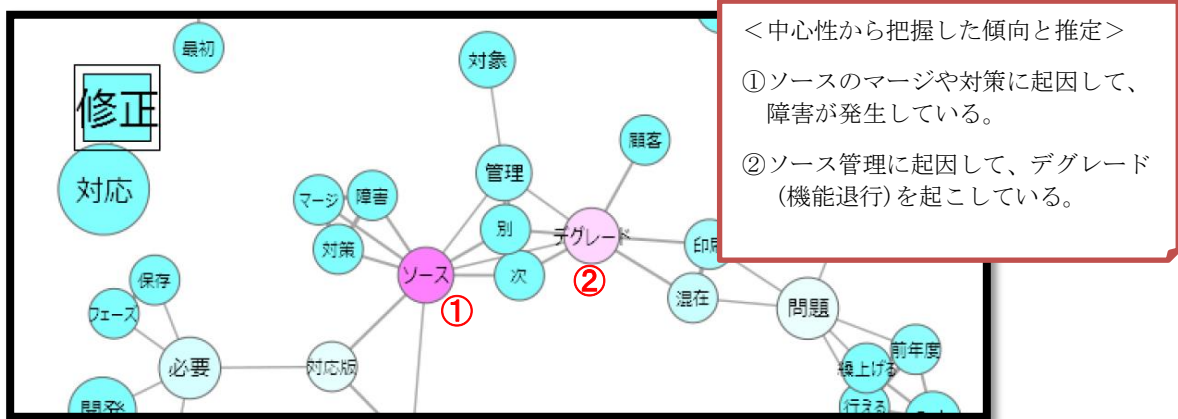 ＜中心性から把握した傾向と推定＞
①ソースのマージや対策に起因して、
障害が発生している。
②ソース管理に起因して、デグレード
(機能退行)を起こしている。
最初
修正
対応
対象
顧客
管理
マージ
障害
対策
別
デグレード
ソース
次
①
②
混在
問題
保存
フェーズ
必要
対応版
前年度
繰上げる
行える
開発